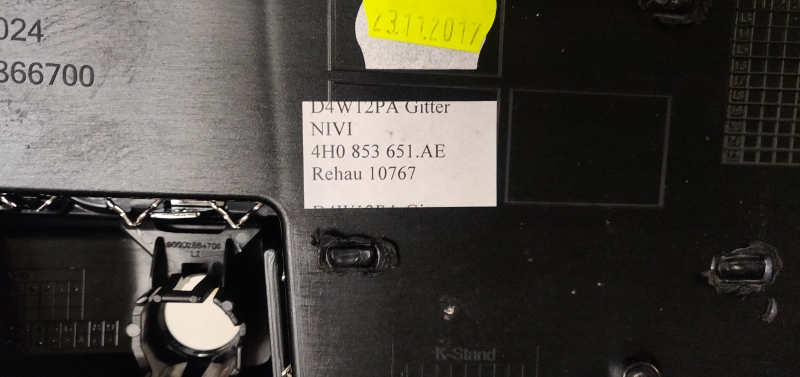 024
366700
23.11.2017
D4W12PA Gitter
NIVI
4H0 853 651.AE
Rehau 10767
K-Stand